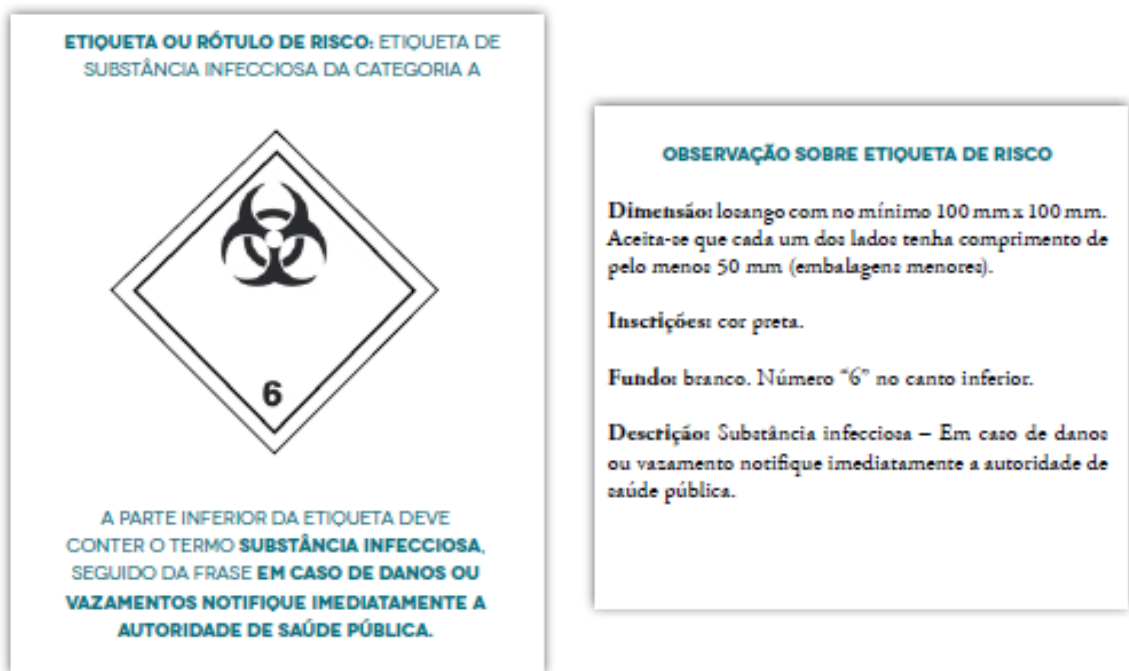 ETIQUETA OU RÓTULO DE RISCO: ETIQUETA DE
SUBSTÂNCIA INFECCIOSA DA CATEGORIA A
6
A PARTE INFERIOR DA ETIQUETA DEVE
CONTER O TERMO SUBSTÂNCIA INFECCIOSA,
SEGUIDO DA FRASE EM CASO DE DANOS OU
VAZAMENTOS NOTIFIQUE IMEDIATAMENTE A
AUTORIDADE DE SAÚDE PÚBLICA.
OBSERVAÇÃO SOBRE ETIQUETA DE RISCO
Dimensão: losango com no mínimo 100 mm x 100 mm.
Aceita-se que cada um dos lados tenha comprimento de
pelo menos 50 mm (embalagens menores).
Inscrições: cor preta.
Fundo: branco. Número “6” no canto inferior.
Descrição: Substância infecciosa – Em caso de danos
ou vazamento notifique imediatamente a autoridade de
saúde pública.